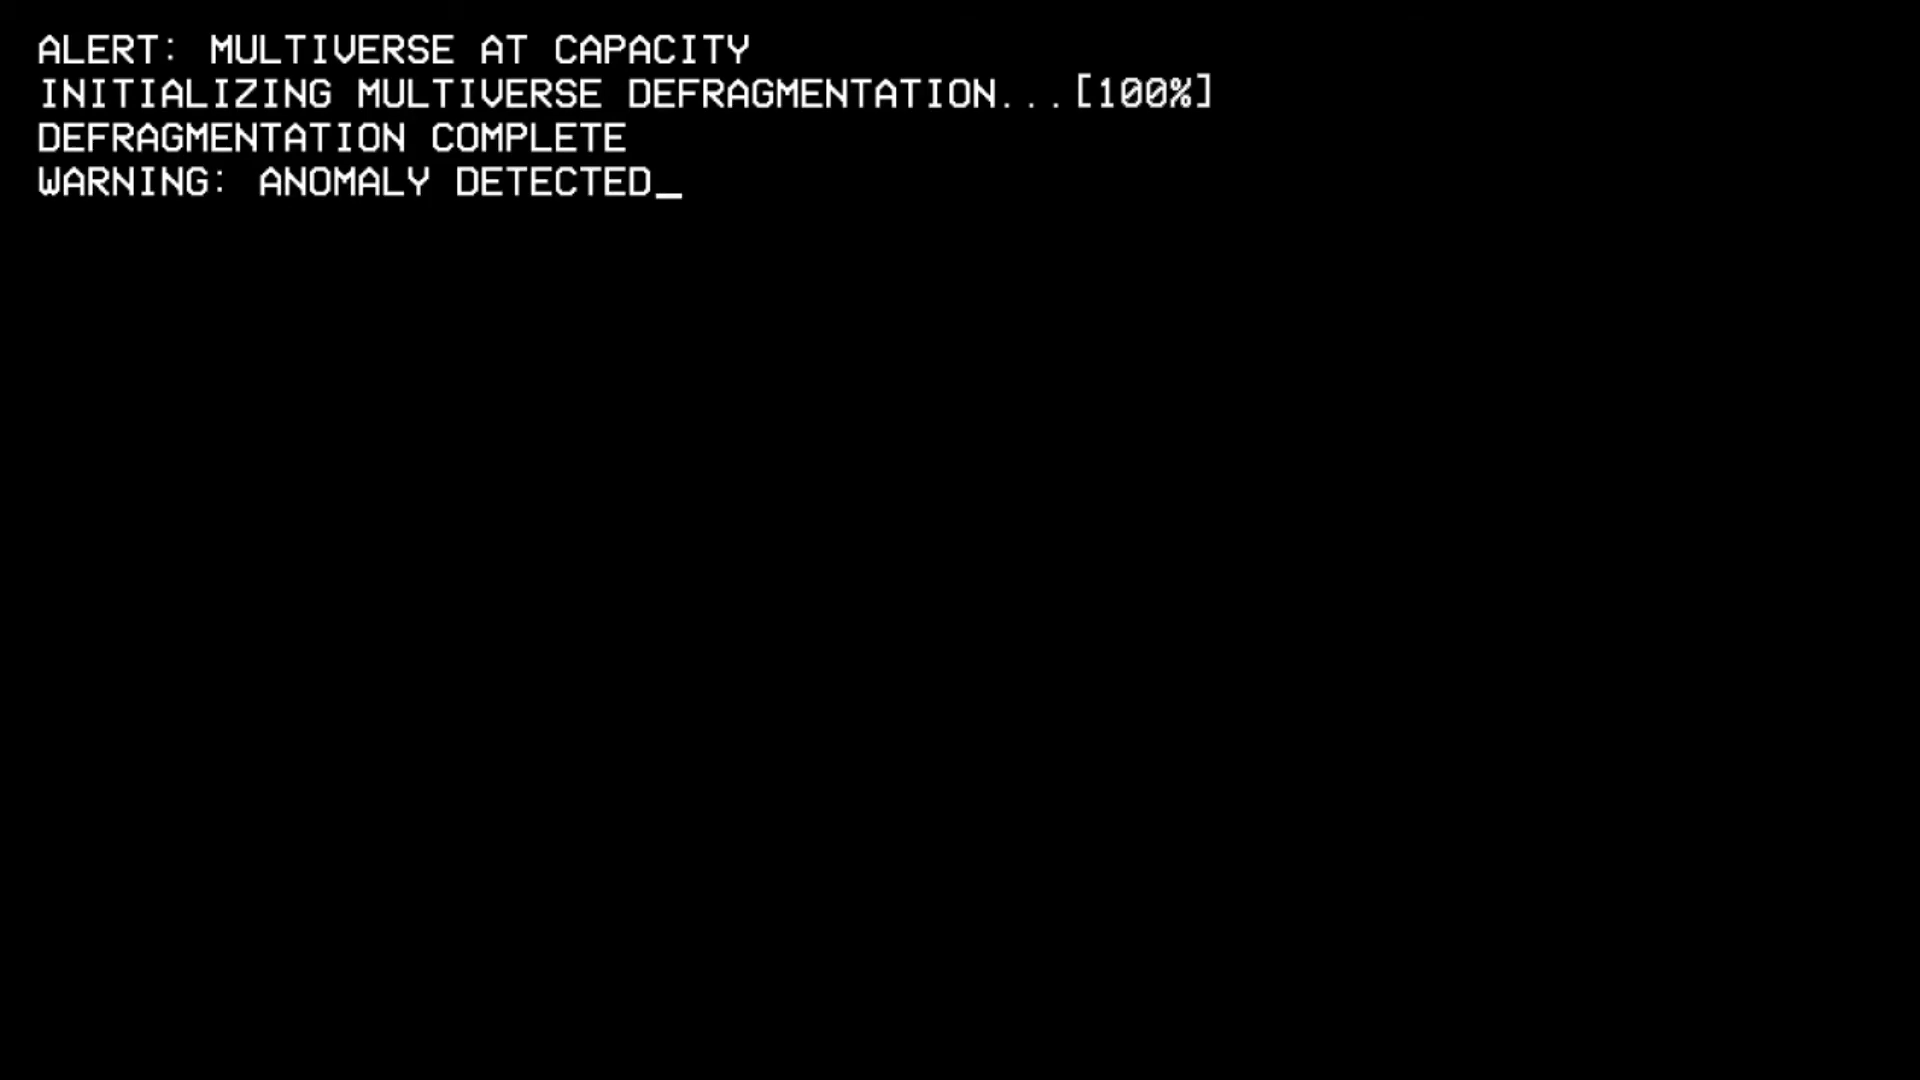 ALERT: MULTIVERSE AT CAPACITY
INITIALIZING MULTIVERSE DEFRAGMENTATION...[100%]
DEFRAGMENTATION COMPLETE
WARNING: ANOMALY DETECTED_